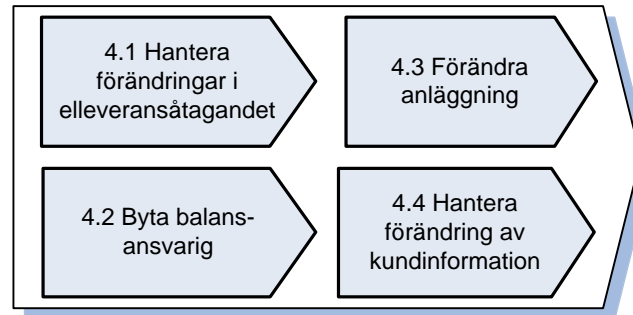 4.1 Hantera
förändringar i
elleveransåtagandet
4.3 Förändra
anläggning
4.2 Byta balans-
ansvarig
4.4 Hantera
förändring av
kundinformation